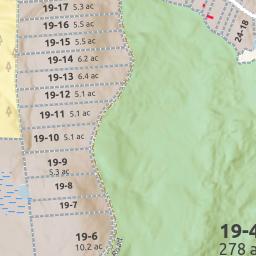 19-17 5.3 ac
19-16 5.5 ac
24-18
19-15 5.5 ac
19-14 6.2 ac
19-13 6.4 ac
19-12 5.1 ac
19-11 5.1 ac
19-10 5.1 ac
19-9
5.3 ac
19-8
19-7
19-6
10.2 ac
19-4
278 a